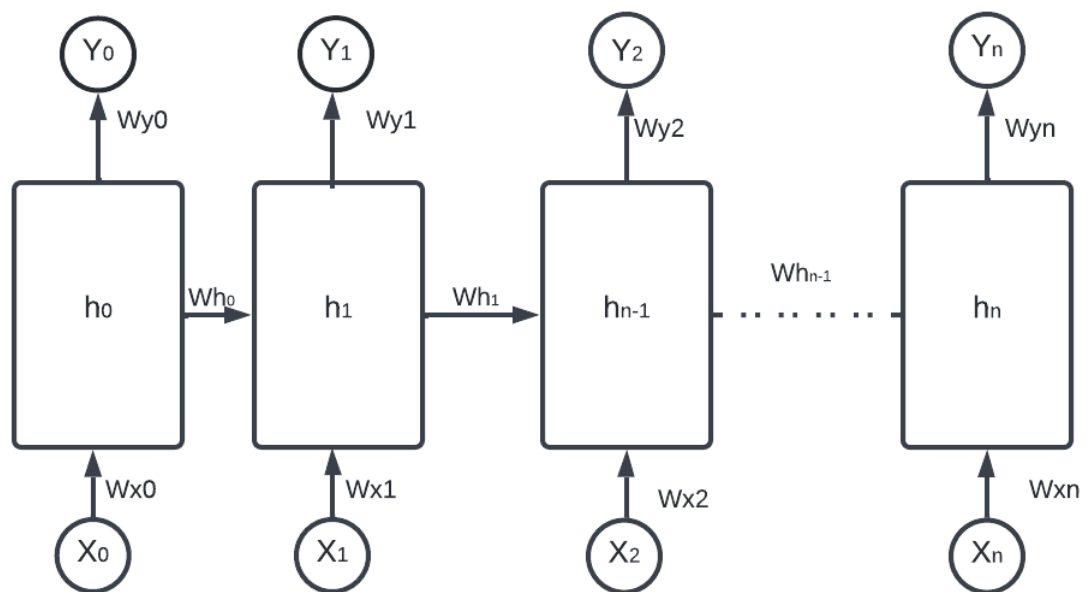 Y0 Y1 Y2 Yn
Wy0 Wy1 Wy2 Wyn
Whn-1
Wh0 Wh1
h0 h1 hn-1 hn
Wx0 Wx1 Wx2 Wxn
X0 X1 X2 Xn